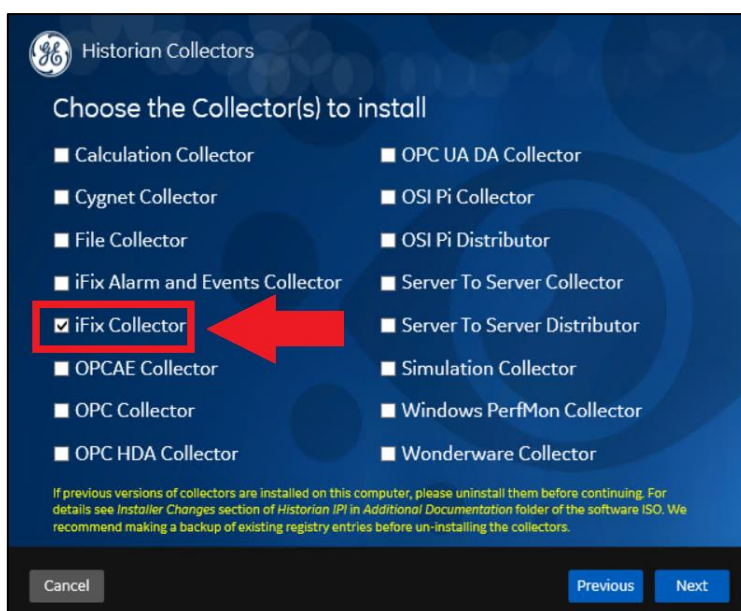 Historian Collectors
Choose the Collector(s) to install
Calculation Collector
Cygnet Collector
File Collector
iFix Alarm and Events Collector
iFix Collector
OPCAE Collector
OPC Collector
OPC HDA Collector
OPC UA DA Collector
OSI Pi Collector
OSI Pi Distributor
Server To Server Collector
Server To Server Distributor
Simulation Collector
Windows PerfMon Collector
Wonderware Collector
If previous versions of collectors are installed on this computer, please uninstall them before continuing. For
details see Installer Changes section of Historian IPI in Additional Documentation folder of the software ISO. We
recommend making a backup of existing registry entries before un-installing the collectors.
Cancel
Previous
Next